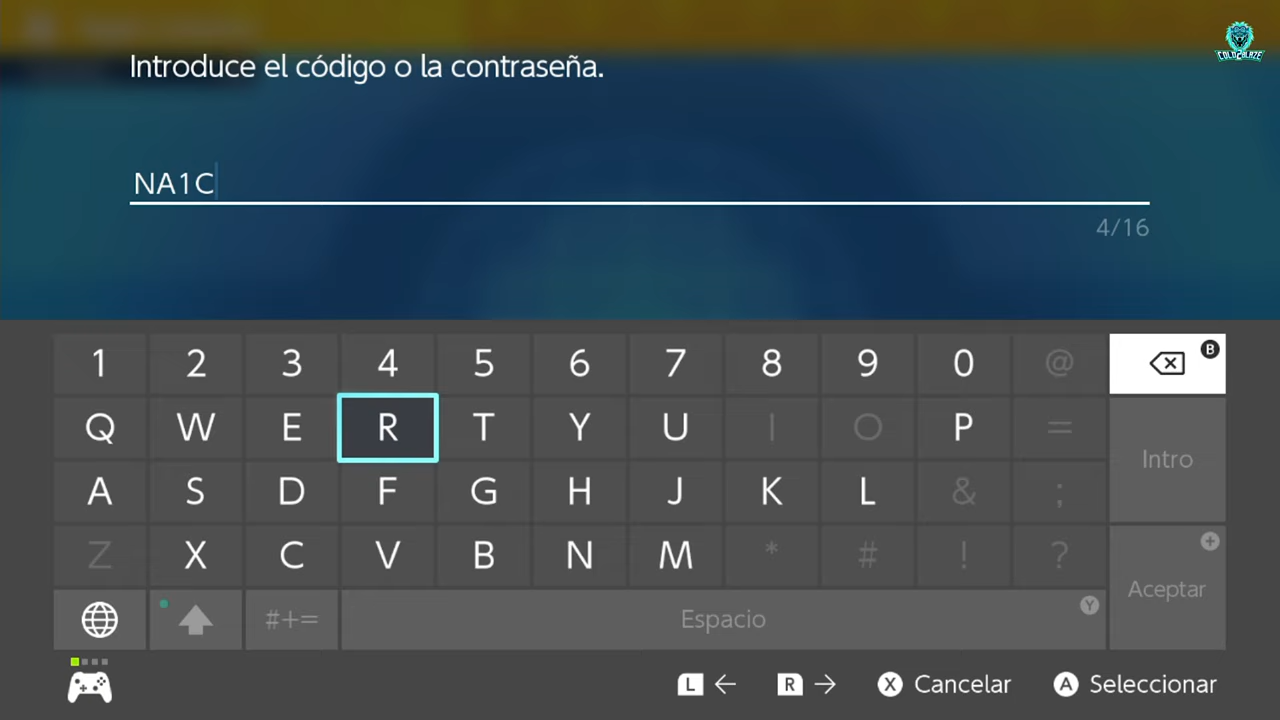 COLD2BLAZE
Introduce el código o la contraseña.
NA1C
4/16
1 2 3 4 5 6 7 8 9 0 @ B
Q W E R T Y U I O P =
Intro
A S D F G H J K L & ;
Z X C V B N M * # ! ? +
Aceptar
#+= Espacio Y
L ← R → X Cancelar A Seleccionar